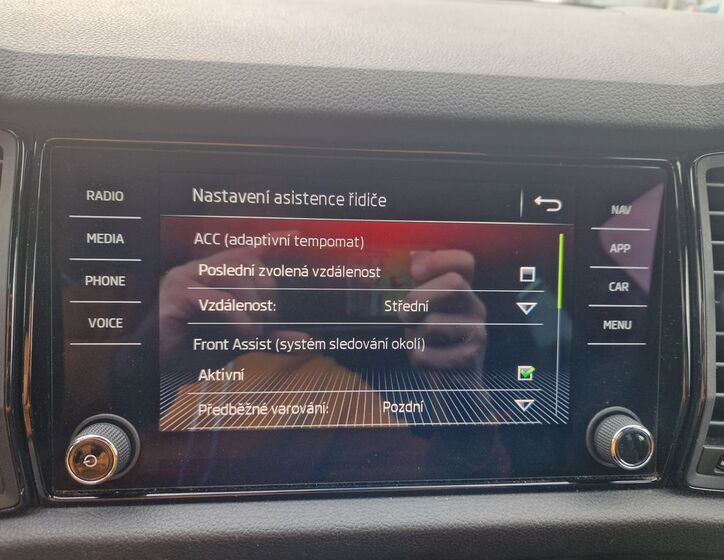 Nastavení asistence řidiče
RADIO
MEDIA
PHONE
VOICE
ACC (adaptivní tempomat)
Poslední zvolená vzdálenost
Vzdálenost: Střední
Front Assist (systém sledování okolí)
Aktivní
Předběžné varování: Pozdní
NAV
APP
CAR
MENU